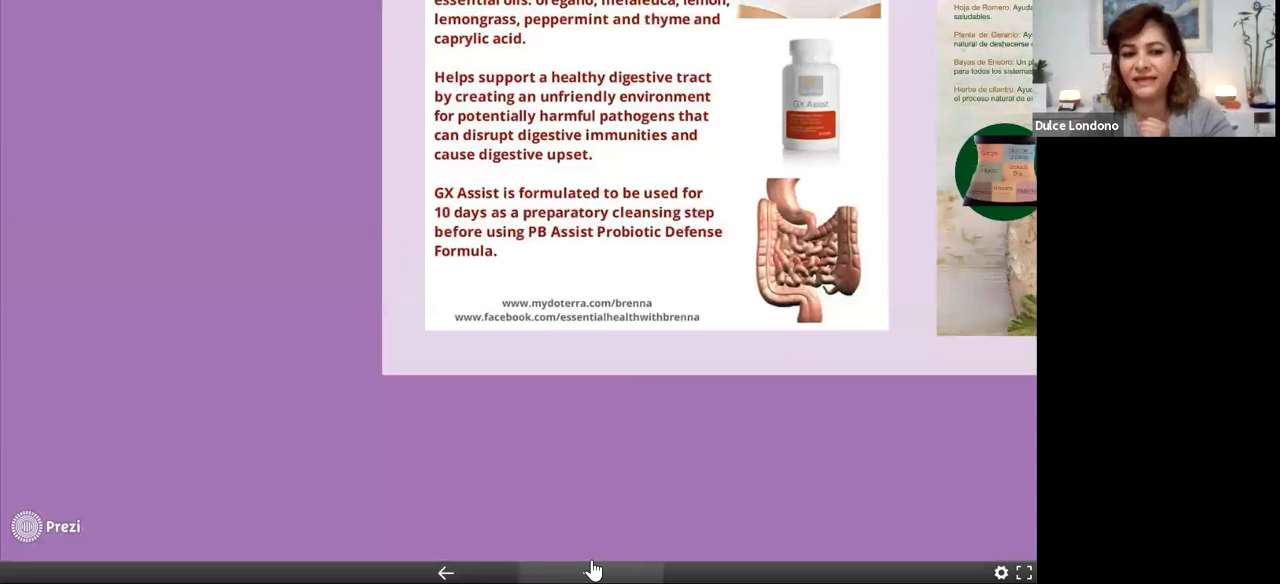 essential oils: oregano, melaleuca, lemon,
lemongrass, peppermint and thyme and
caprylic acid.
Helps support a healthy digestive tract
by creating an unfriendly environment
for potentially harmful pathogens that
can disrupt digestive immunities and
cause digestive upset.
GX Assist is formulated to be used for
10 days as a preparatory cleansing step
before using PB Assist Probiotic Defense
Formula.
www.mydoterra.com/brenna
www.facebook.com/essentialhealthwithbrenna
GX Assist
Hoja de Romero: Ayuda
saludables.
Planta de Geranio: Ay
natural de deshacerse
Bayas de Enebro: Un pl
para todos los sistemas
Hierba de cilantro: Ayuc
el proceso natural de e
Dulce Londono
Prezi